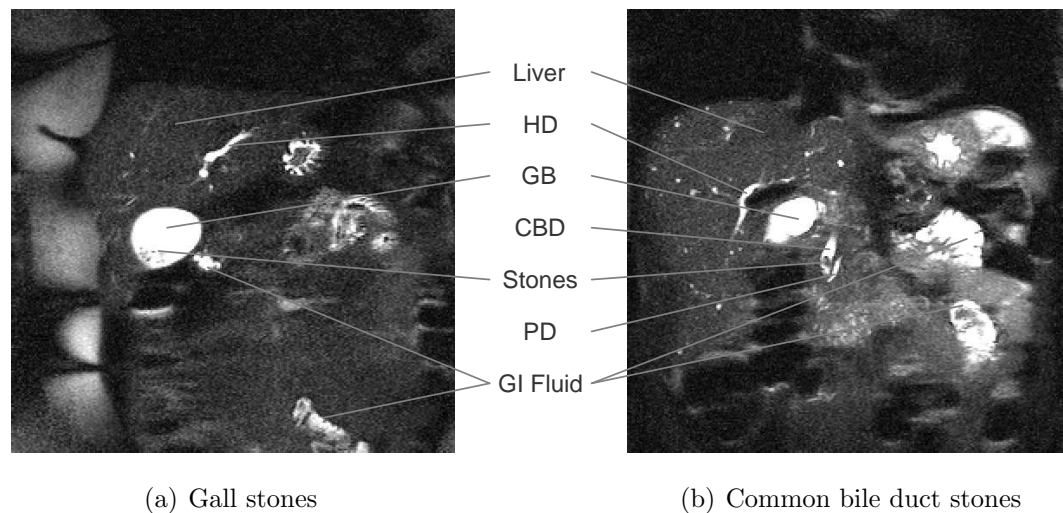 Liver
HD
GB
CBD
Stones
PD
GI Fluid
(a) Gall stones
(b) Common bile duct stones